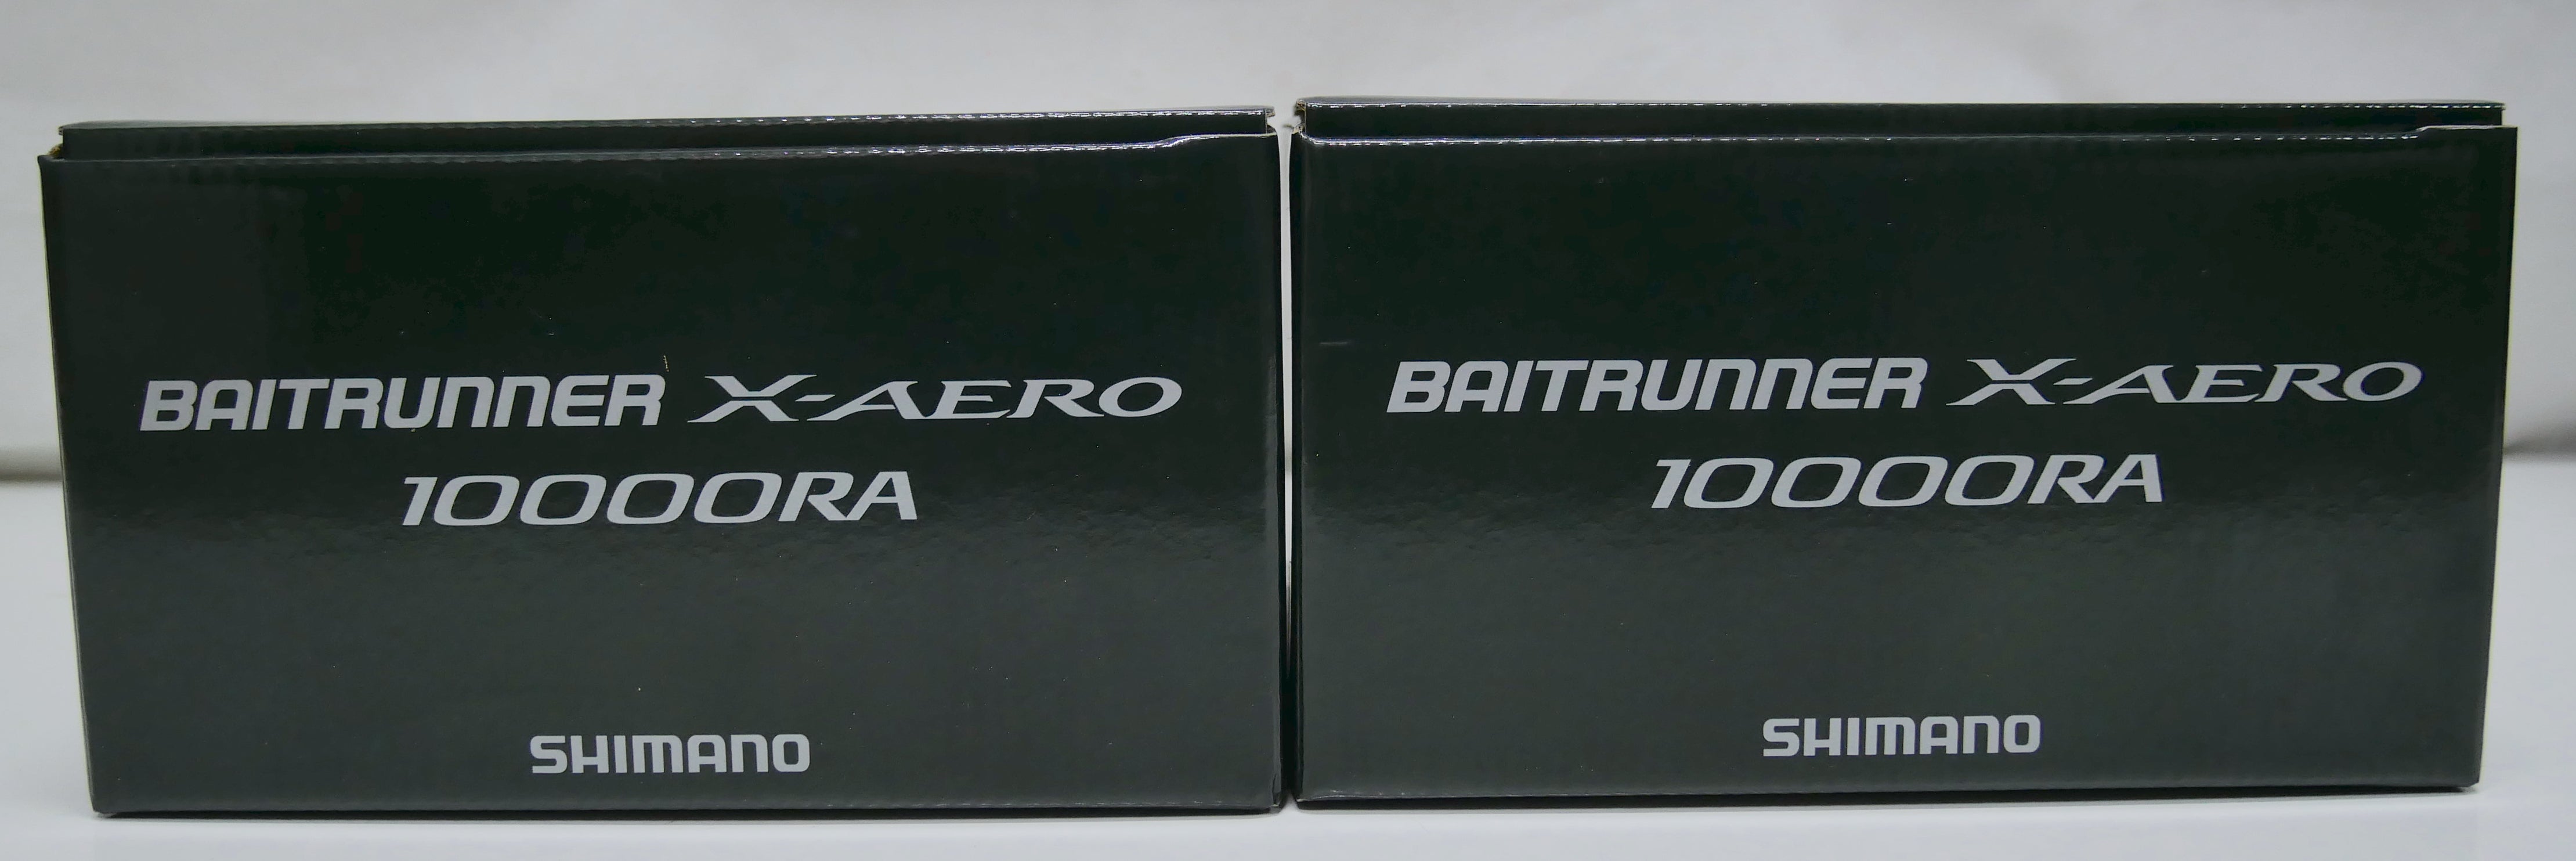 BAITRUNNER X-AERO
10000RA
SHIMANO
BAITRUNNER X-AERO
10000RA
SHIMANO